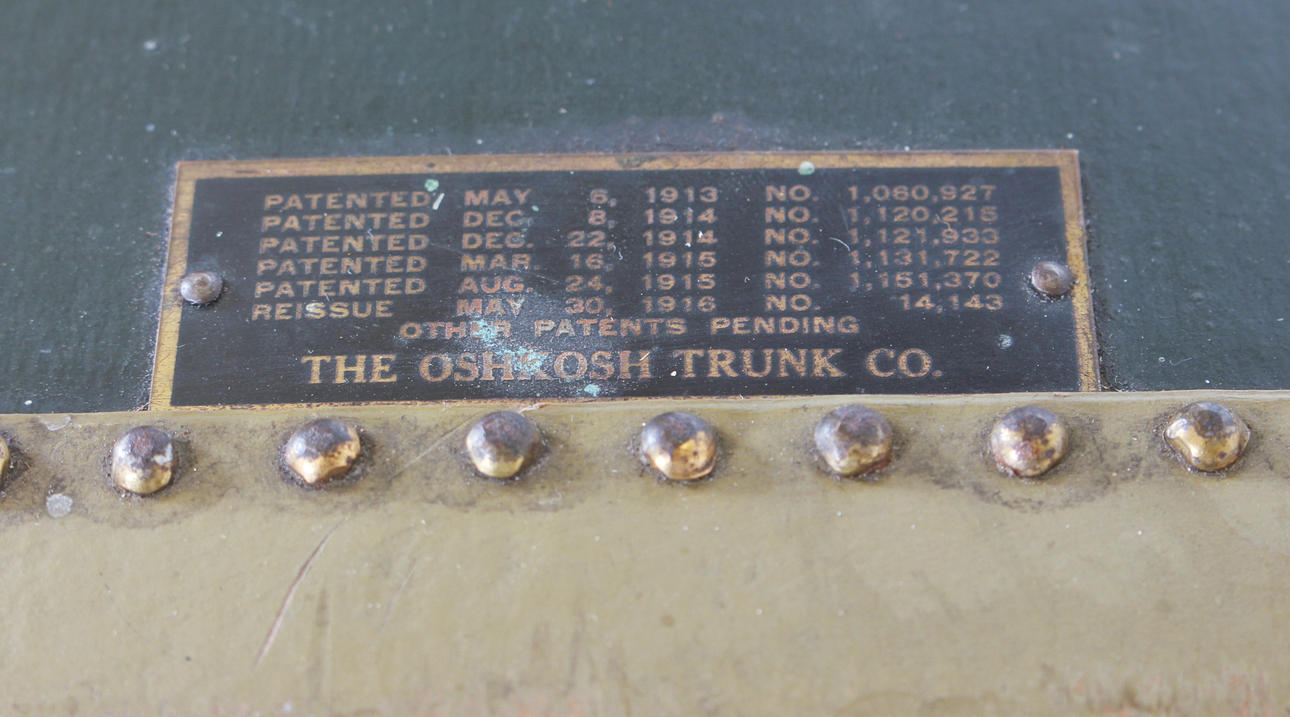 PATENTED MAY 6, 1913 NO. 1,060,927
PATENTED DEC. 8, 1914 NO. 1,120,215
PATENTED DEC. 22, 1914 NO. 1,121,933
PATENTED MAR. 16, 1915 NO. 1,131,722
PATENTED AUG. 24, 1915 NO. 1,151,370
REISSUE MAY 30, 1916 NO. 14,143
OTHER PATENTS PENDING
THE OSHKOSH TRUNK CO.